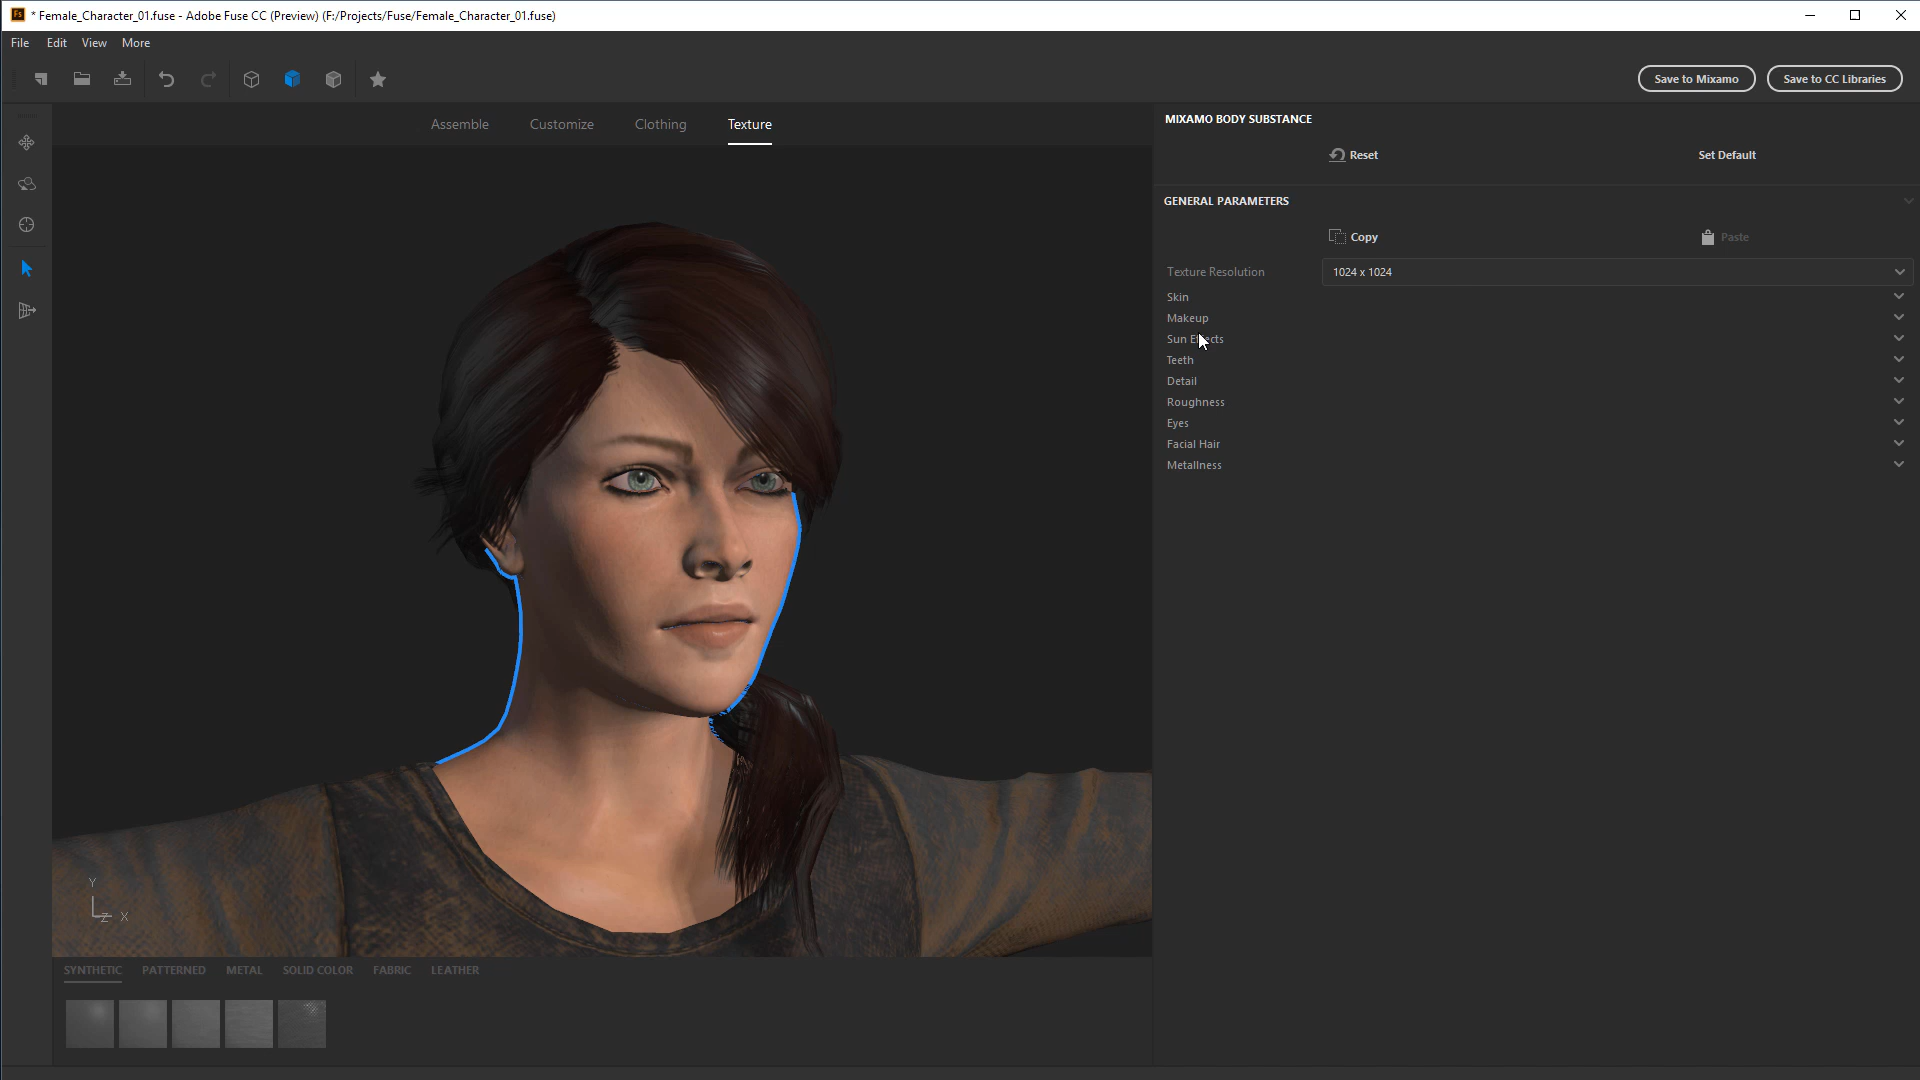 * Female_Character_01.fuse - Adobe Fuse CC (Preview) (F:/Projects/Fuse/Female_Character_01.fuse)
File Edit View More
Save to Mixamo Save to CC Libraries
Assemble Customize Clothing Texture
MIXAMO BODY SUBSTANCE
Reset Set Default
GENERAL PARAMETERS
Copy Paste
Texture Resolution 1024 x 1024
Skin
Makeup
Sun Effects
Teeth
Detail
Roughness
Eyes
Facial Hair
Metallness
Y
Z X
SYNTHETIC PATTERNED METAL SOLID COLOR FABRIC LEATHER